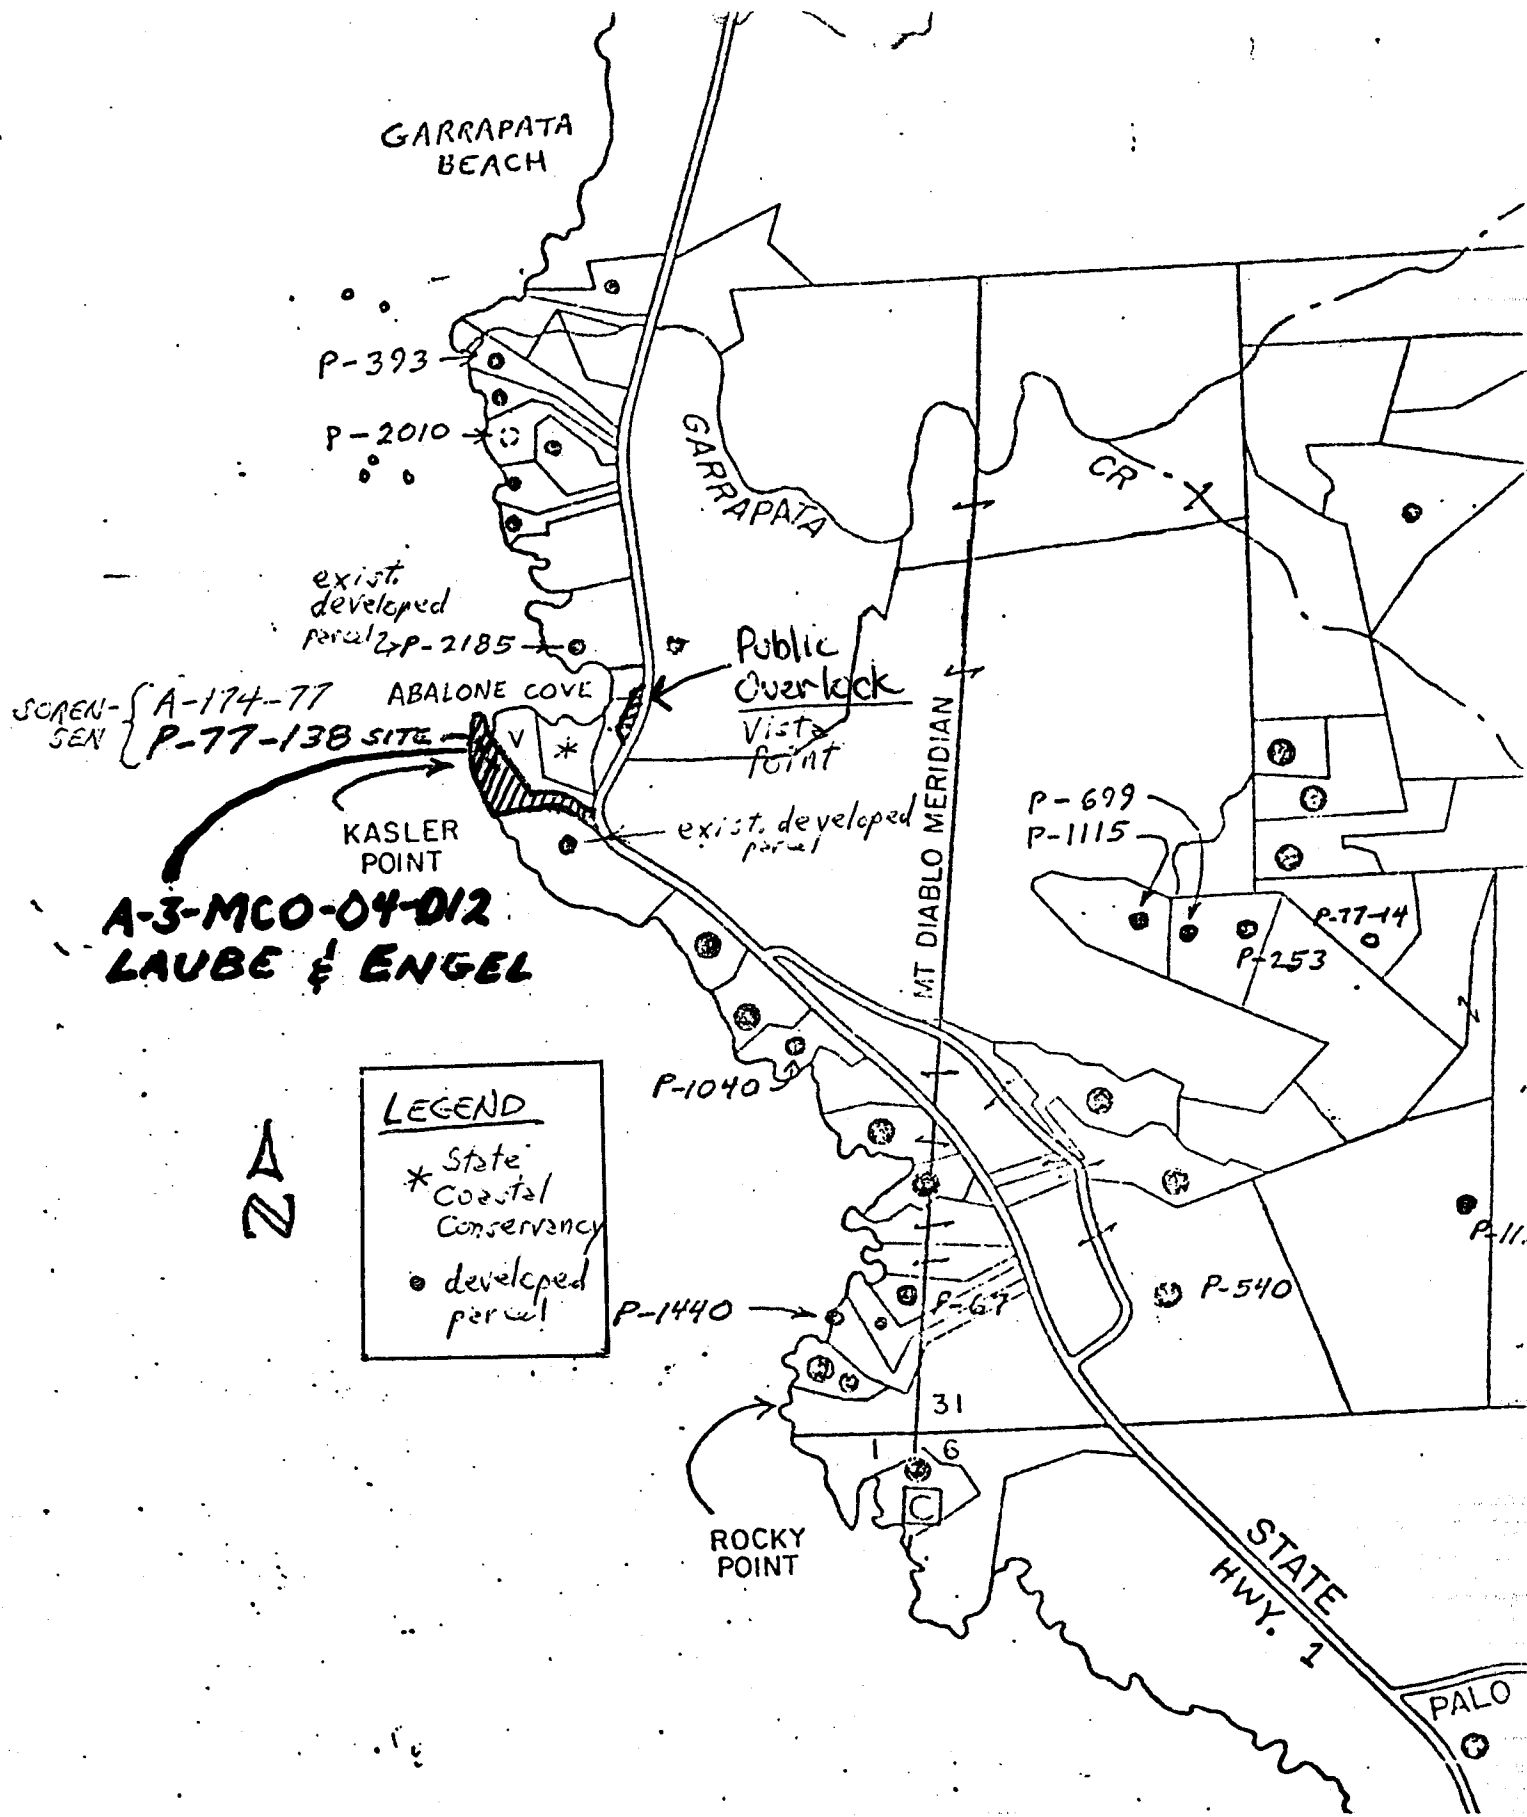 GARRAPATA
BEACH
P-393
P-2010
GARRAPATA
CR
exist.
developed
parcel P-2185
Public
Overlook
Vista
Point
SOREN-
SEN
A-174-77
P-77-138 SITE
ABALONE COVE
V
*
KASLER
POINT
exist. developed
parcel
MT DIABLO MERIDIAN
P-699
P-1115
P-77-14
P-253
A-3-MCO-04-012
LAUBE & ENGEL
P-1040
LEGEND
* State
Coastal
Conservancy
developed
parcel
N
P-1440
P-67
P-540
P-11
31
1 6
C
ROCKY
POINT
STATE
HWY. 1
PALO